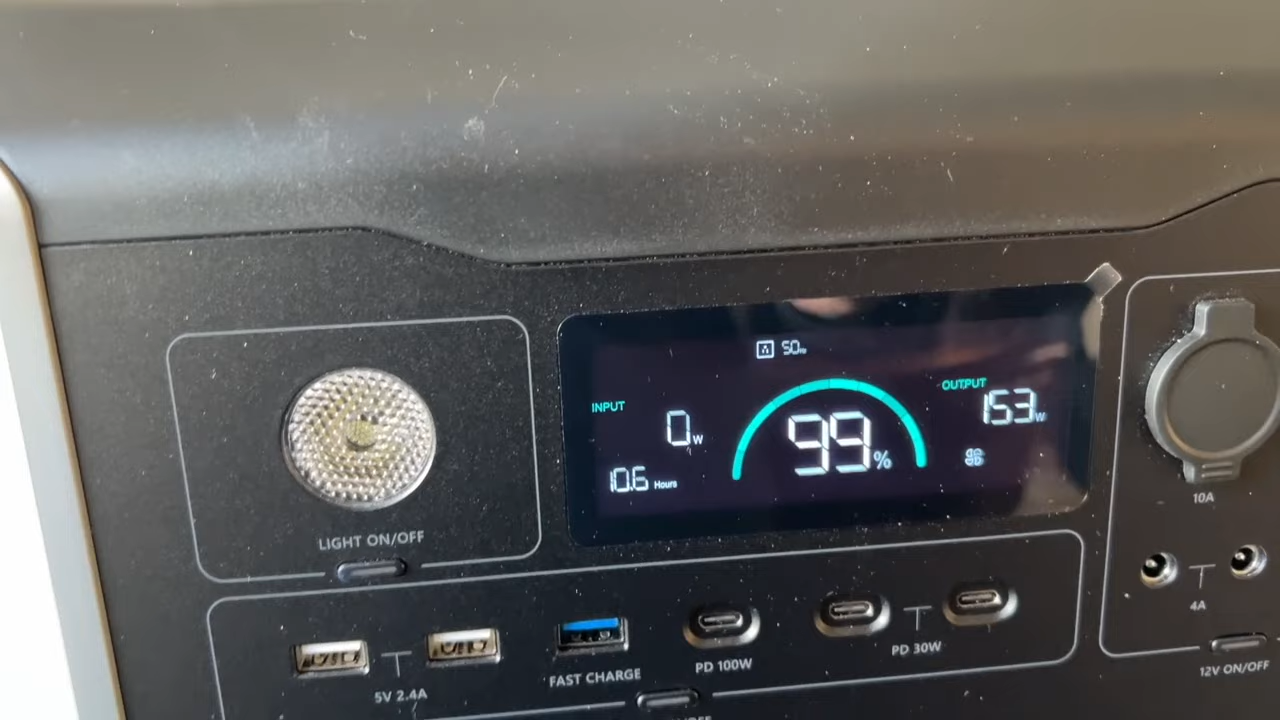 50Hz
INPUT
0W
10.6 Hours
99%
OUTPUT
153W
10A
LIGHT ON/OFF
4A
5V 2.4A
FAST CHARGE
PD 100W
PD 30W
12V ON/OFF